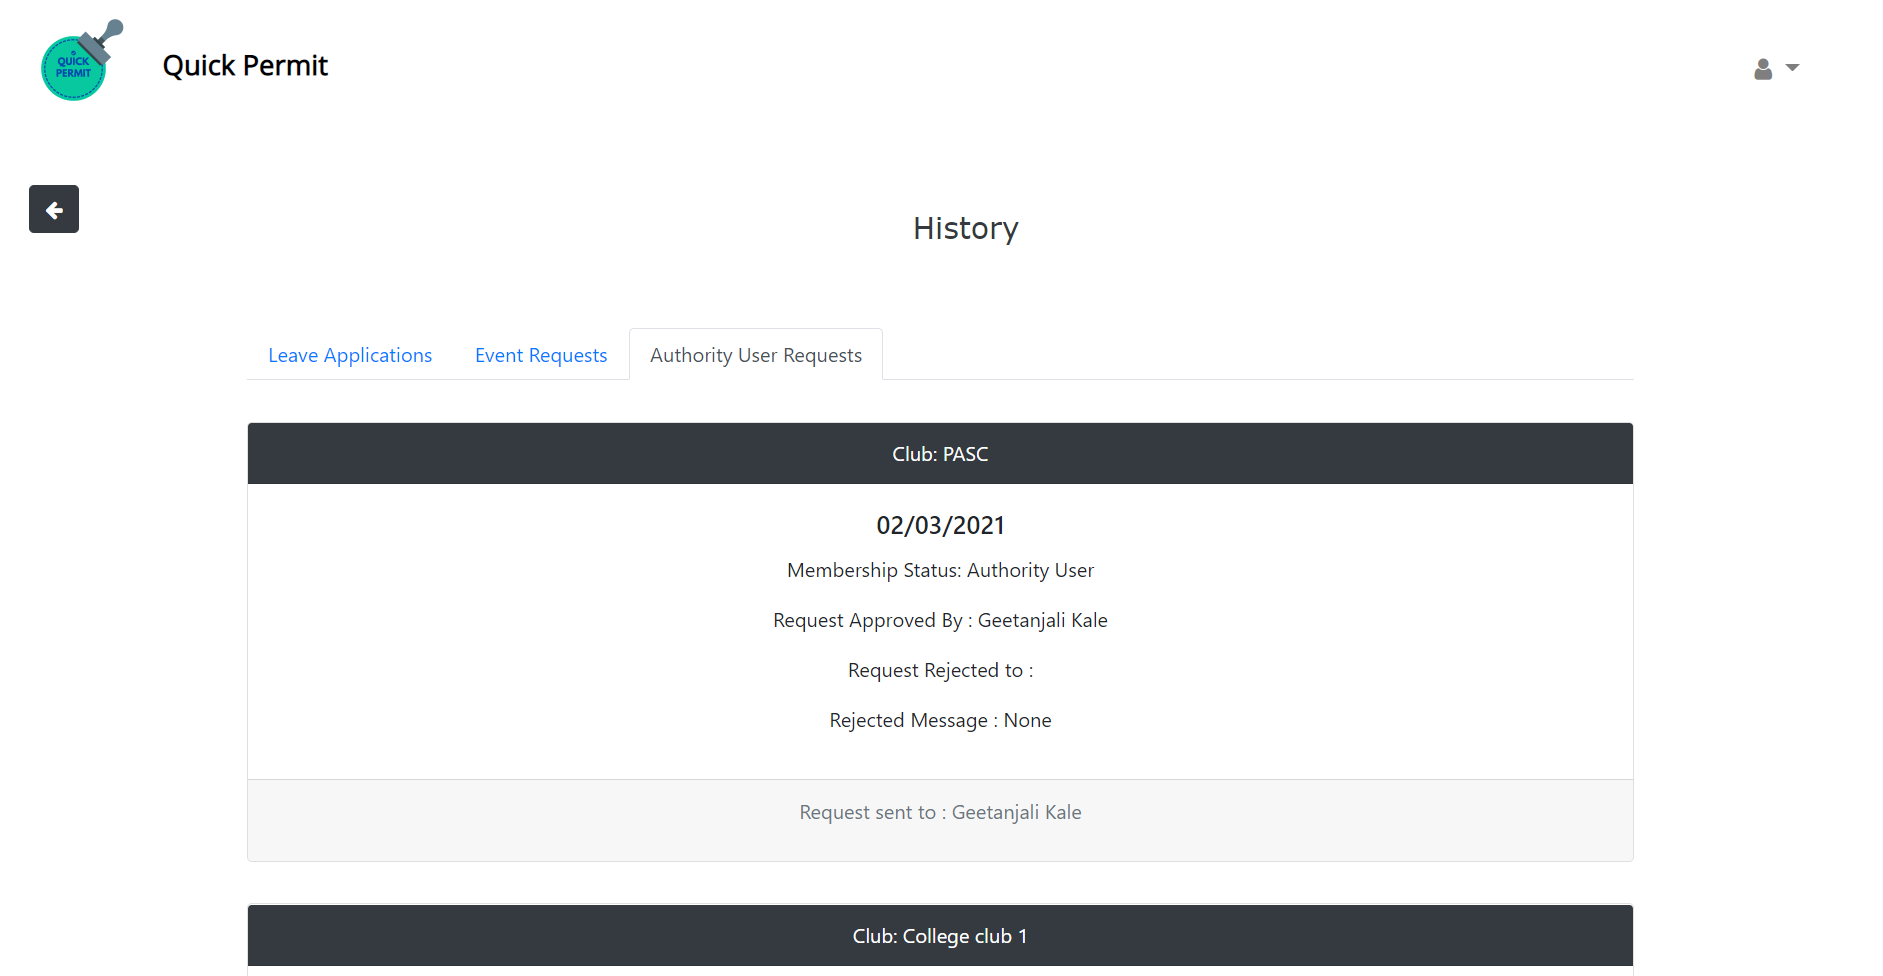 QUICK
PERMIT
Quick Permit
History
Leave Applications
Event Requests
Authority User Requests
Club: PASC
02/03/2021
Membership Status: Authority User
Request Approved By : Geetanjali Kale
Request Rejected to :
Rejected Message : None
Request sent to : Geetanjali Kale
Club: College club 1